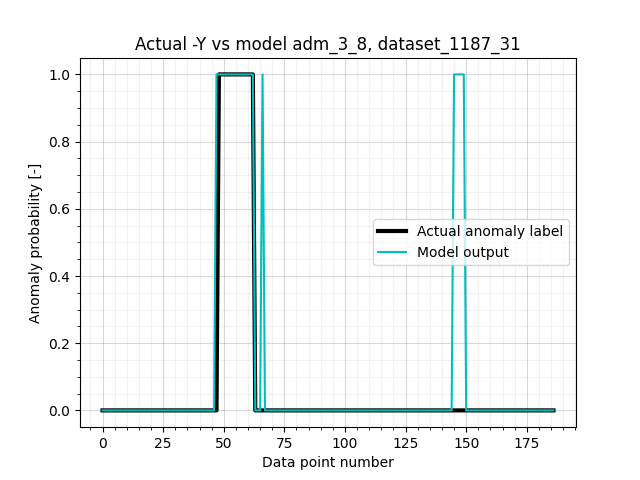 Actual -Y vs model adm_3_8, dataset_1187_31
1.0
0.8
0.6
0.4
0.2
0.0
Anomaly probability [-]
Actual anomaly label
Model output
0 25 50 75 100 125 150 175
Data point number